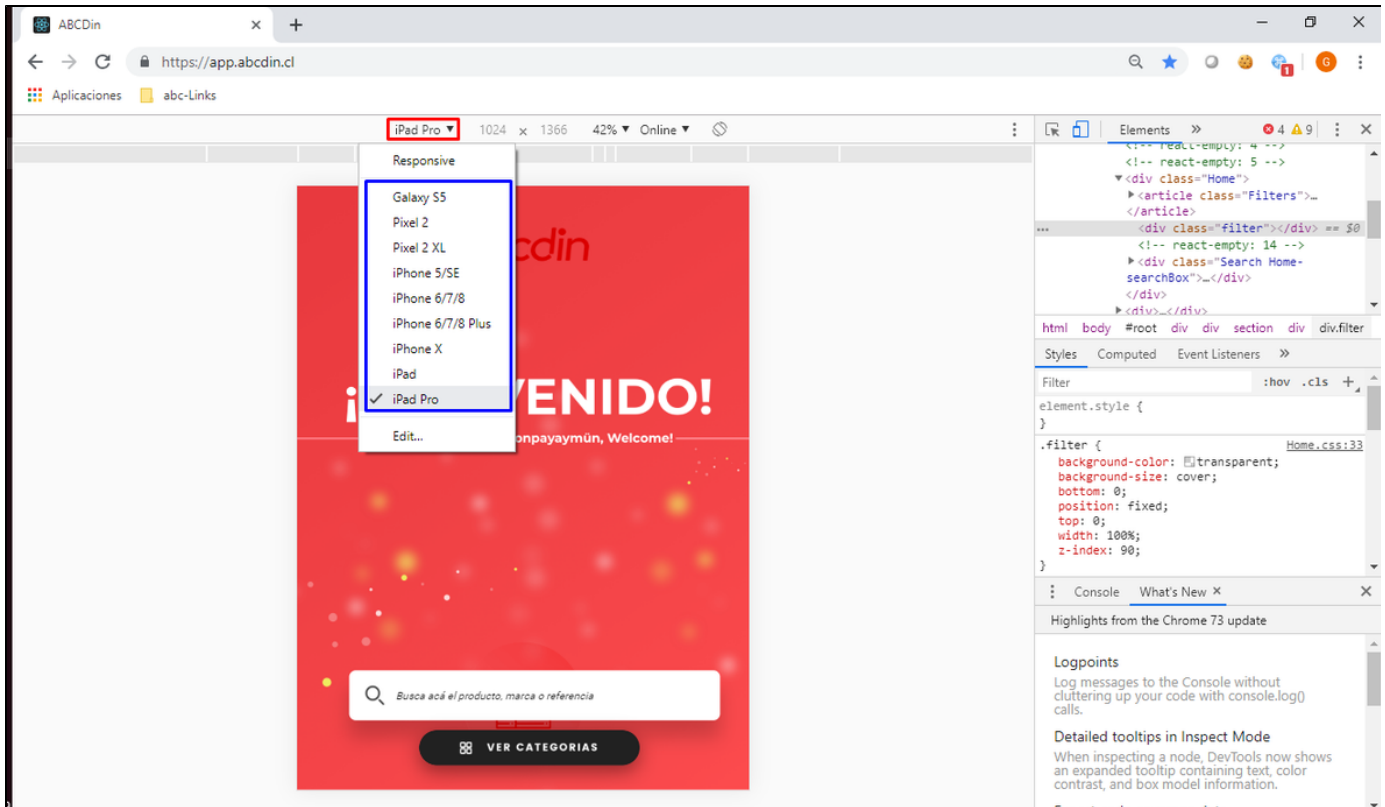 ABCDin
https://app.abcdin.cl
G
1
Aplicaciones
abc-Links
iPad Pro ▼ 1024 x 1366 42% ▼ Online ▼
Responsive
Galaxy S5
Pixel 2
Pixel 2 XL
iPhone 5/SE
iPhone 6/7/8
iPhone 6/7/8 Plus
iPhone X
iPad
✓ iPad Pro
Edit...
cdin
¡ VENIDO!
onpayaymün, Welcome!
Busca acá el producto, marca o referencia
VER CATEGORIAS
Elements » 4 9
<!-- react-empty: 4 -->
<!-- react-empty: 5 -->
▼<div class="Home">
▶<article class="Filters">…
</article>
... <div class="filter"></div> == $0
<!-- react-empty: 14 -->
▶<div class="Search Home-
searchBox">…</div>
</div>
▶<div>…</div>
html body #root div div section div div.filter
Styles Computed Event Listeners »
Filter :hov .cls +
element.style {
}
.filter { Home.css:33
background-color: transparent;
background-size: cover;
bottom: 0;
position: fixed;
top: 0;
width: 100%;
z-index: 90;
}
Console What's New ×
Highlights from the Chrome 73 update
Logpoints
Log messages to the Console without
cluttering up your code with console.log()
calls.
Detailed tooltips in Inspect Mode
When inspecting a node, DevTools now shows
an expanded tooltip containing text, color
contrast, and box model information.